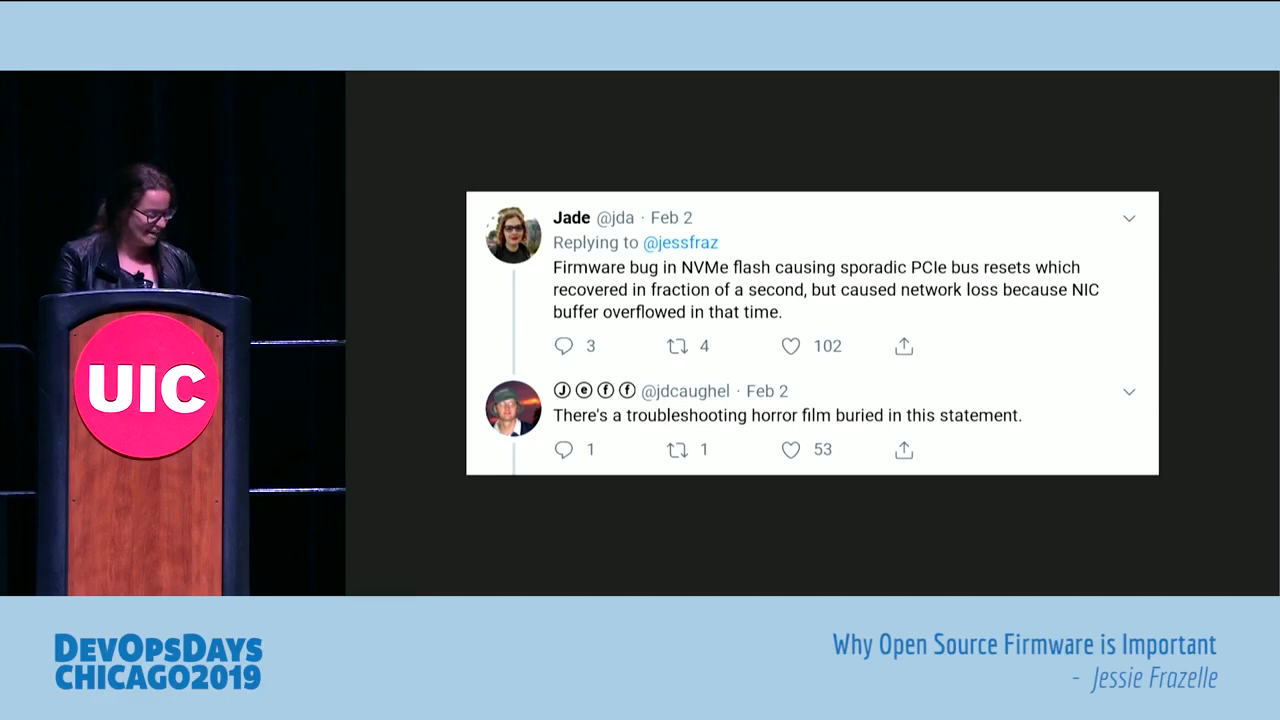 UIC
Jade @jda · Feb 2
Replying to @jessfraz
Firmware bug in NVMe flash causing sporadic PCIe bus resets which
recovered in fraction of a second, but caused network loss because NIC
buffer overflowed in that time.
3 4 102
Ⓙⓔⓕⓕ @jdcaughel · Feb 2
There's a troubleshooting horror film buried in this statement.
1 1 53
DEVOPSDAYS
CHICAGO2019
Why Open Source Firmware is Important
- Jessie Frazelle